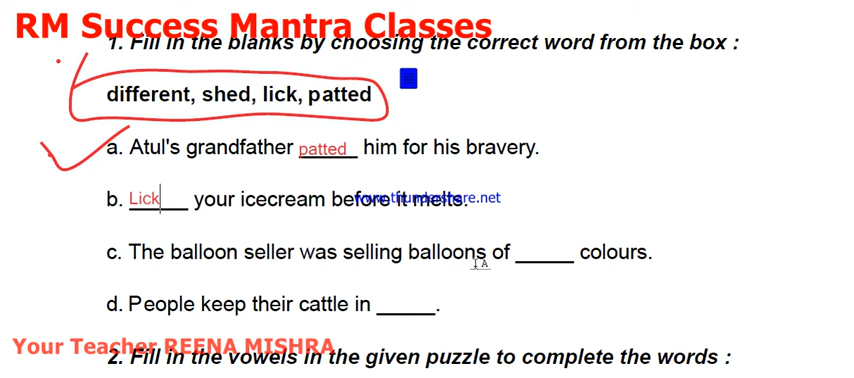 RM Success Mantra Classes
1. Fill in the blanks by choosing the correct word from the box :
different, shed, lick, patted
a. Atul's grandfather patted him for his bravery.
b. Lick your icecream before it melts.
www.thundershare.net
c. The balloon seller was selling balloons of _____ colours.
d. People keep their cattle in _____.
Your Teacher REENA MISHRA
2. Fill in the vowels in the given puzzle to complete the words :